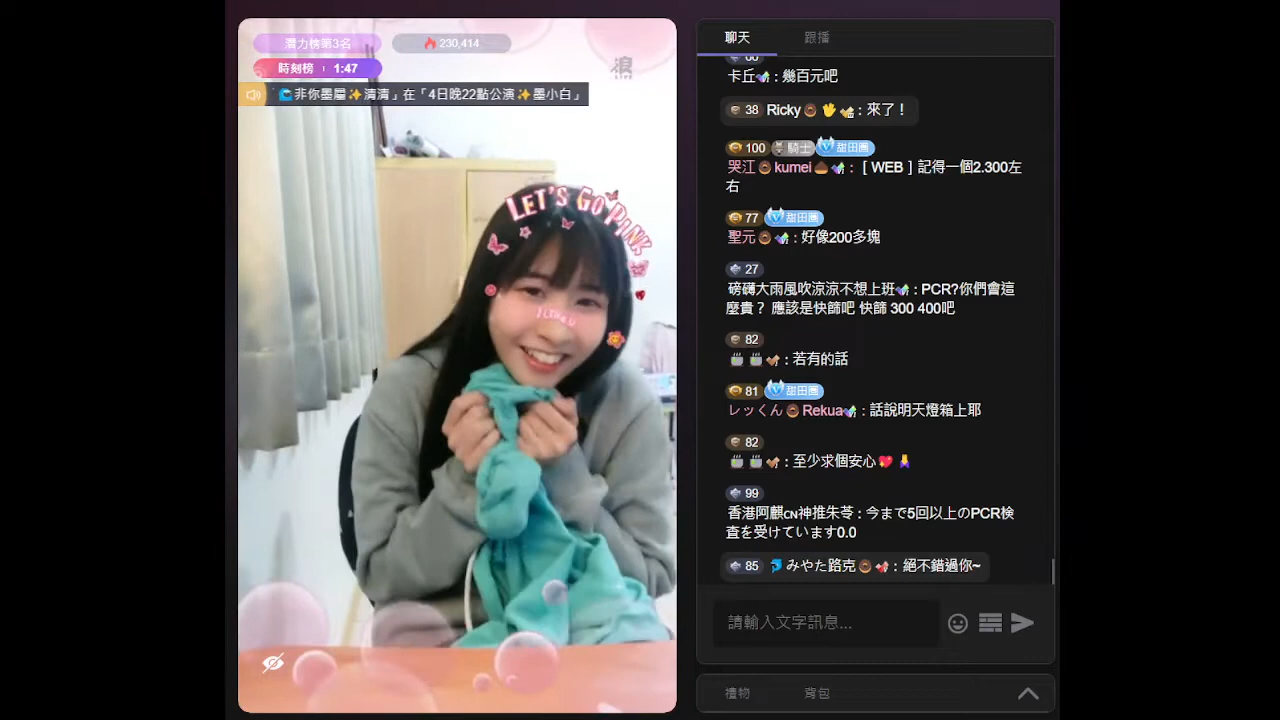 潛力榜第3名
230,414
時刻榜 1:47
浪
LIVE
🌊非你墨屬✨清清」在「4日晚22點公演✨墨小白」
LET'S GO PINK
聊天
跟播
60
卡丘: 幾百元吧
38 Ricky🍩🖐: 來了！
100 騎士 甜田圈
哭江🍩kumei🌰:［WEB］記得一個2.300左
右
77 甜田圈
聖元🍩: 好像200多塊
27
磅礡大雨風吹涼涼不想上班: PCR?你們會這
麼貴？ 應該是快篩吧 快篩 300 400吧
82
🍵🍵: 若有的話
81 甜田圈
レッくん🍩Rekua: 話說明天燈箱上耶
82
🍵🍵: 至少求個安心💖
99
香港阿麒CN神推朱苓: 今まで5回以上のPCR検
査を受けています0.0
85 みやた路克🍩: 絕不錯過你~
請輸入文字訊息...
禮物
背包